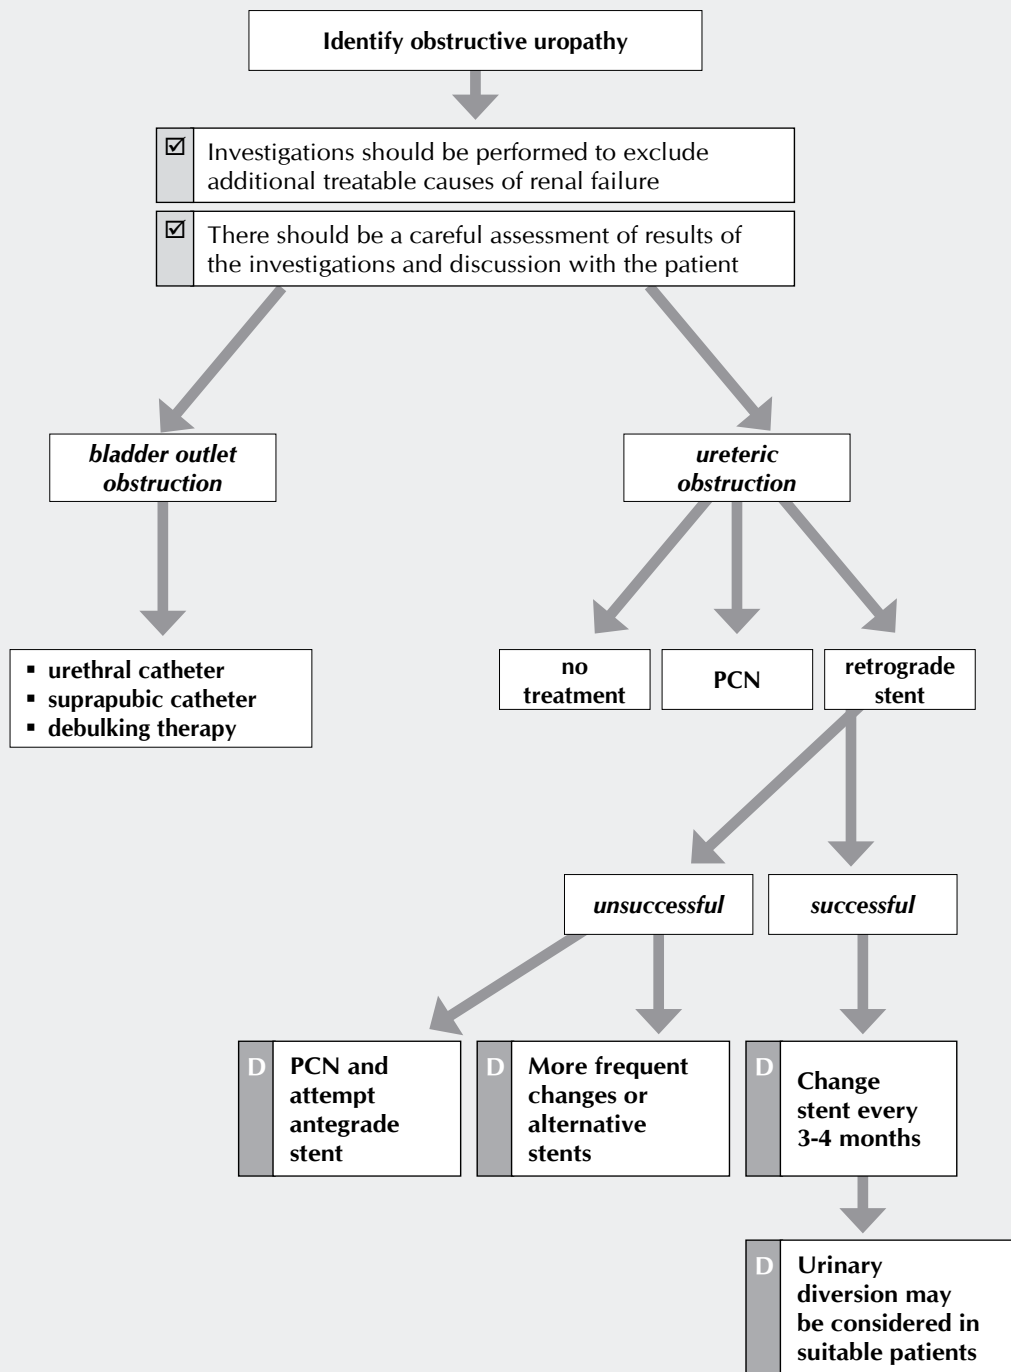 Identify obstructive uropathy
☑ Investigations should be performed to exclude
additional treatable causes of renal failure
☑ There should be a careful assessment of results of
the investigations and discussion with the patient
bladder outlet
obstruction
ureteric
obstruction
▪ urethral catheter
▪ suprapubic catheter
▪ debulking therapy
no
treatment
PCN
retrograde
stent
unsuccessful
successful
D PCN and
attempt
antegrade
stent
D More frequent
changes or
alternative
stents
D Change
stent every
3-4 months
D Urinary
diversion may
be considered in
suitable patients